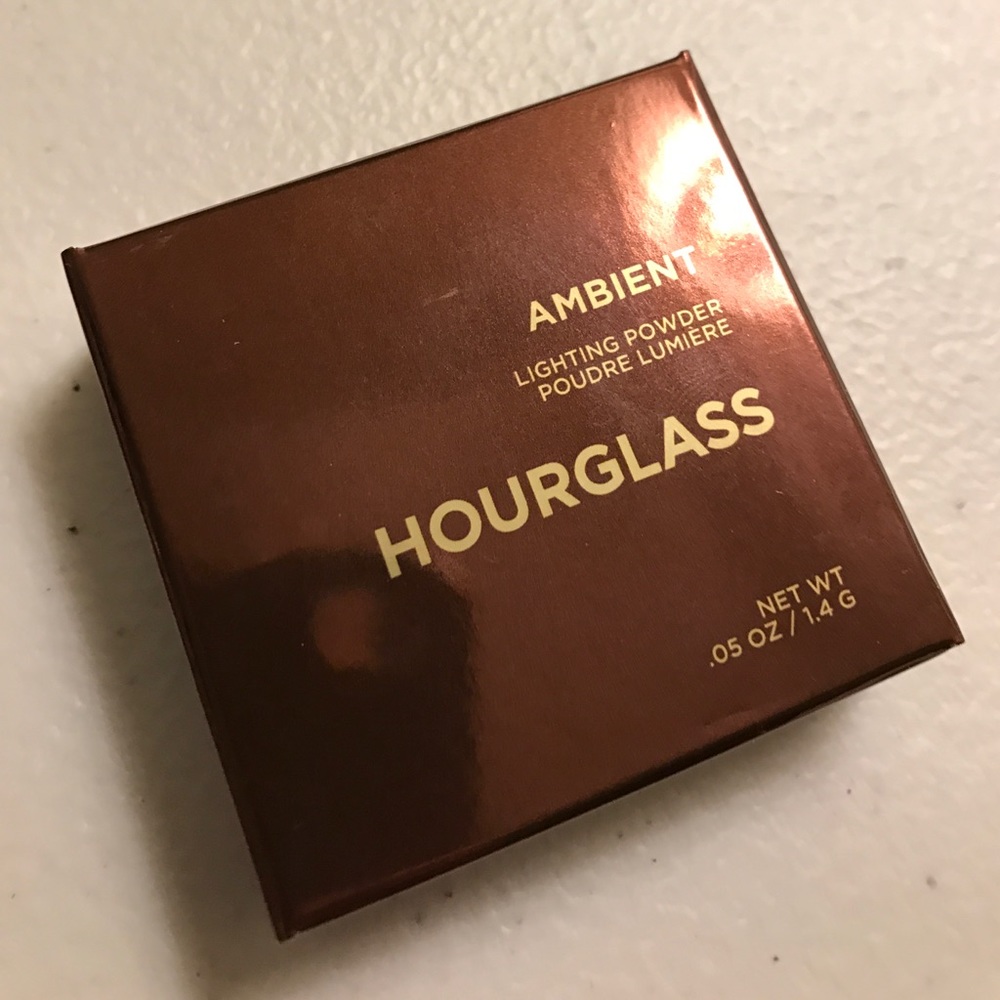 AMBIENT
LIGHTING POWDER
POUDRE LUMIÈRE
HOURGLASS
NET WT
.05 OZ / 1.4 G